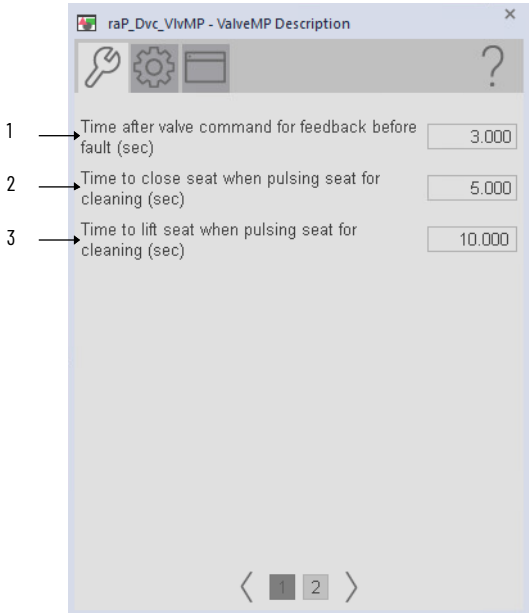 raP_Dvc_VlvMP - ValveMP Description
×
?
1
Time after valve command for feedback before
fault (sec)
3.000
2
Time to close seat when pulsing seat for
cleaning (sec)
5.000
3
Time to lift seat when pulsing seat for
cleaning (sec)
10.000
1 2